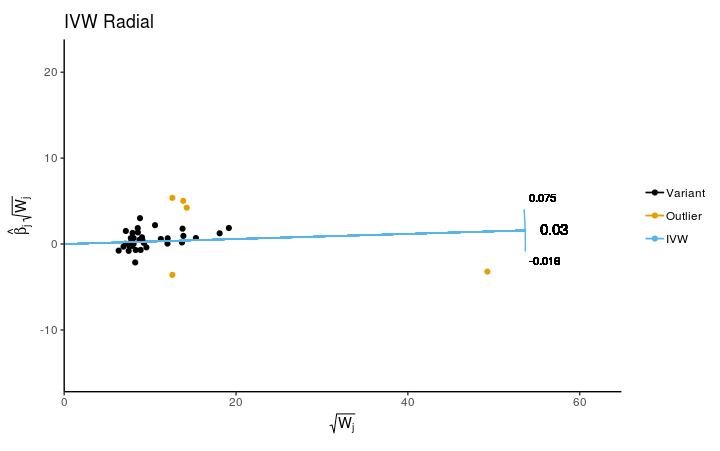 IVW Radial
20
10
0
-10
β̂ⱼ√Wⱼ
0.075
0.03
-0.016
Variant
Outlier
IVW
0
20
40
60
√Wⱼ